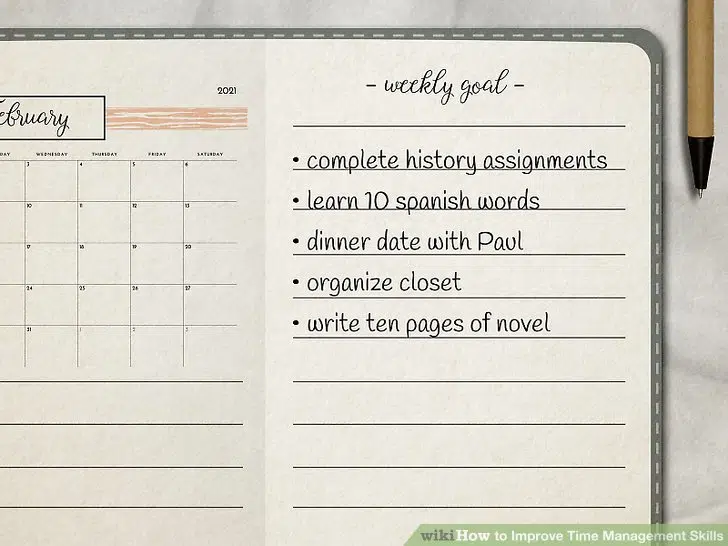 2021
ebruary
DAY WEDNESDAY THURSDAY FRIDAY SATURDAY
3 4 5 6
10 11 12 13
17 18 19 20
24 25 26 27
31 1 2 3
- weekly goal -
• complete history assignments
• learn 10 spanish words
• dinner date with Paul
• organize closet
• write ten pages of novel
wikiHow to Improve Time Management Skills